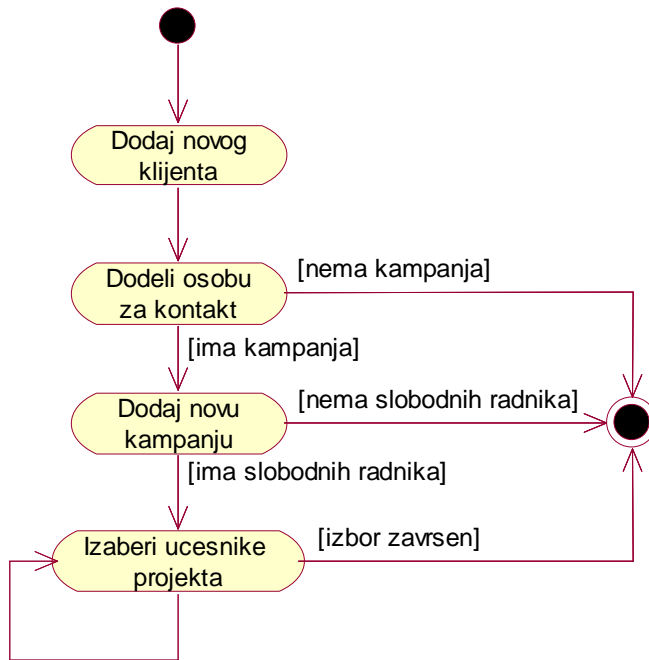 Dodaj novog
klijenta
[nema kampanja]
Dodeli osobu
za kontakt
[ima kampanja]
[nema slobodnih radnika]
Dodaj novu
kampanju
[ima slobodnih radnika]
[izbor zavrsen]
Izaberi ucesnike
projekta